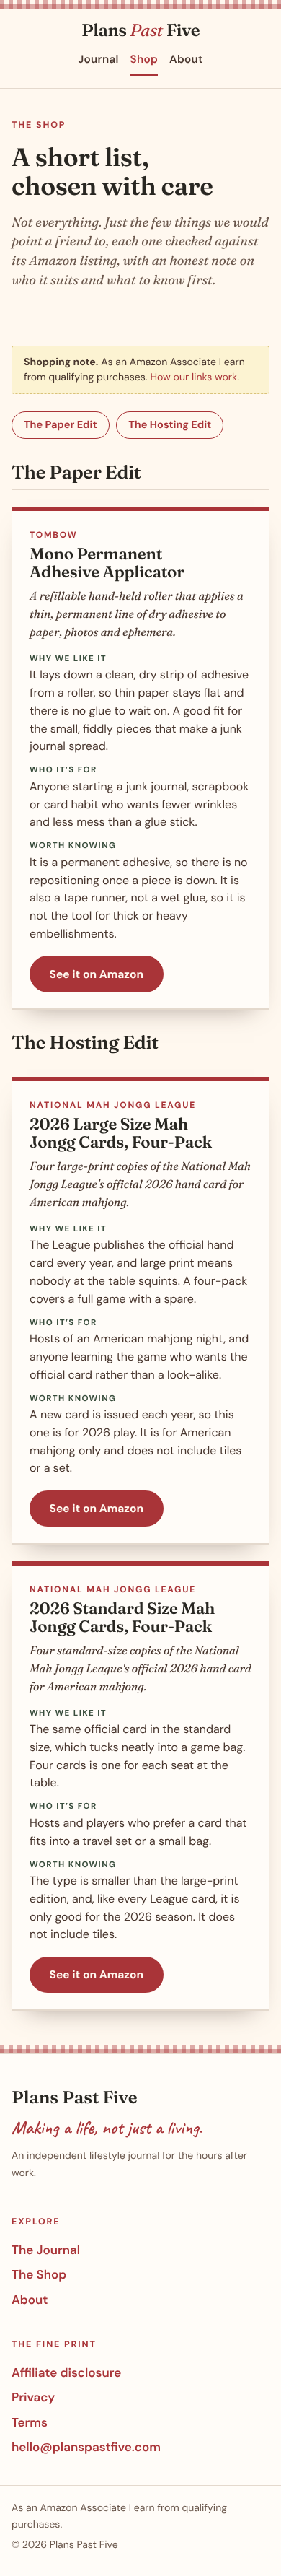 Plans Past Five
Journal Shop About
THE SHOP
A short list,
chosen with care
Not everything. Just the few things we would
point a friend to, each one checked against
its Amazon listing, with an honest note on
who it suits and what to know first.
Shopping note. As an Amazon Associate I earn
from qualifying purchases. How our links work.
The Paper Edit The Hosting Edit
The Paper Edit
TOMBOW
Mono Permanent
Adhesive Applicator
A refillable hand-held roller that applies a
thin, permanent line of dry adhesive to
paper, photos and ephemera.
WHY WE LIKE IT
It lays down a clean, dry strip of adhesive
from a roller, so thin paper stays flat and
there is no glue to wait on. A good fit for
the small, fiddly pieces that make a junk
journal spread.
WHO IT'S FOR
Anyone starting a junk journal, scrapbook
or card habit who wants fewer wrinkles
and less mess than a glue stick.
WORTH KNOWING
It is a permanent adhesive, so there is no
repositioning once a piece is down. It is
also a tape runner, not a wet glue, so it is
not the tool for thick or heavy
embellishments.
See it on Amazon
The Hosting Edit
NATIONAL MAH JONGG LEAGUE
2026 Large Size Mah
Jongg Cards, Four-Pack
Four large-print copies of the National Mah
Jongg League's official 2026 hand card for
American mahjong.
WHY WE LIKE IT
The League publishes the official hand
card every year, and large print means
nobody at the table squints. A four-pack
covers a full game with a spare.
WHO IT'S FOR
Hosts of an American mahjong night, and
anyone learning the game who wants the
official card rather than a look-alike.
WORTH KNOWING
A new card is issued each year, so this
one is for 2026 play. It is for American
mahjong only and does not include tiles
or a set.
See it on Amazon
NATIONAL MAH JONGG LEAGUE
2026 Standard Size Mah
Jongg Cards, Four-Pack
Four standard-size copies of the National
Mah Jongg League's official 2026 hand card
for American mahjong.
WHY WE LIKE IT
The same official card in the standard
size, which tucks neatly into a game bag.
Four cards is one for each seat at the
table.
WHO IT'S FOR
Hosts and players who prefer a card that
fits into a travel set or a small bag.
WORTH KNOWING
The type is smaller than the large-print
edition, and, like every League card, it is
only good for the 2026 season. It does
not include tiles.
See it on Amazon
Plans Past Five
Making a life, not just a living.
An independent lifestyle journal for the hours after
work.
EXPLORE
The Journal
The Shop
About
THE FINE PRINT
Affiliate disclosure
Privacy
Terms
hello@planspastfive.com
As an Amazon Associate I earn from qualifying
purchases.
© 2026 Plans Past Five